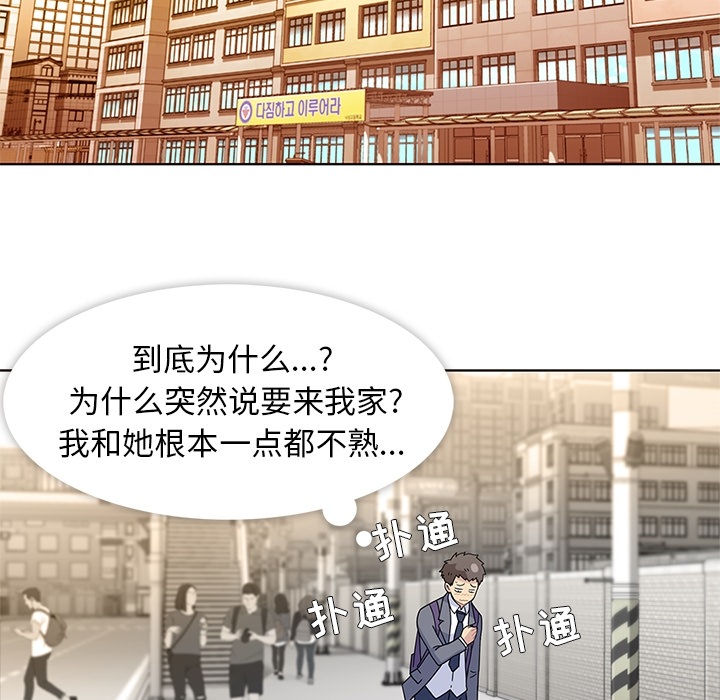 다짐하고 이루어라
到底为什么...?
为什么突然说要来我家?
我和她根本一点都不熟...
扑通
扑通
扑通